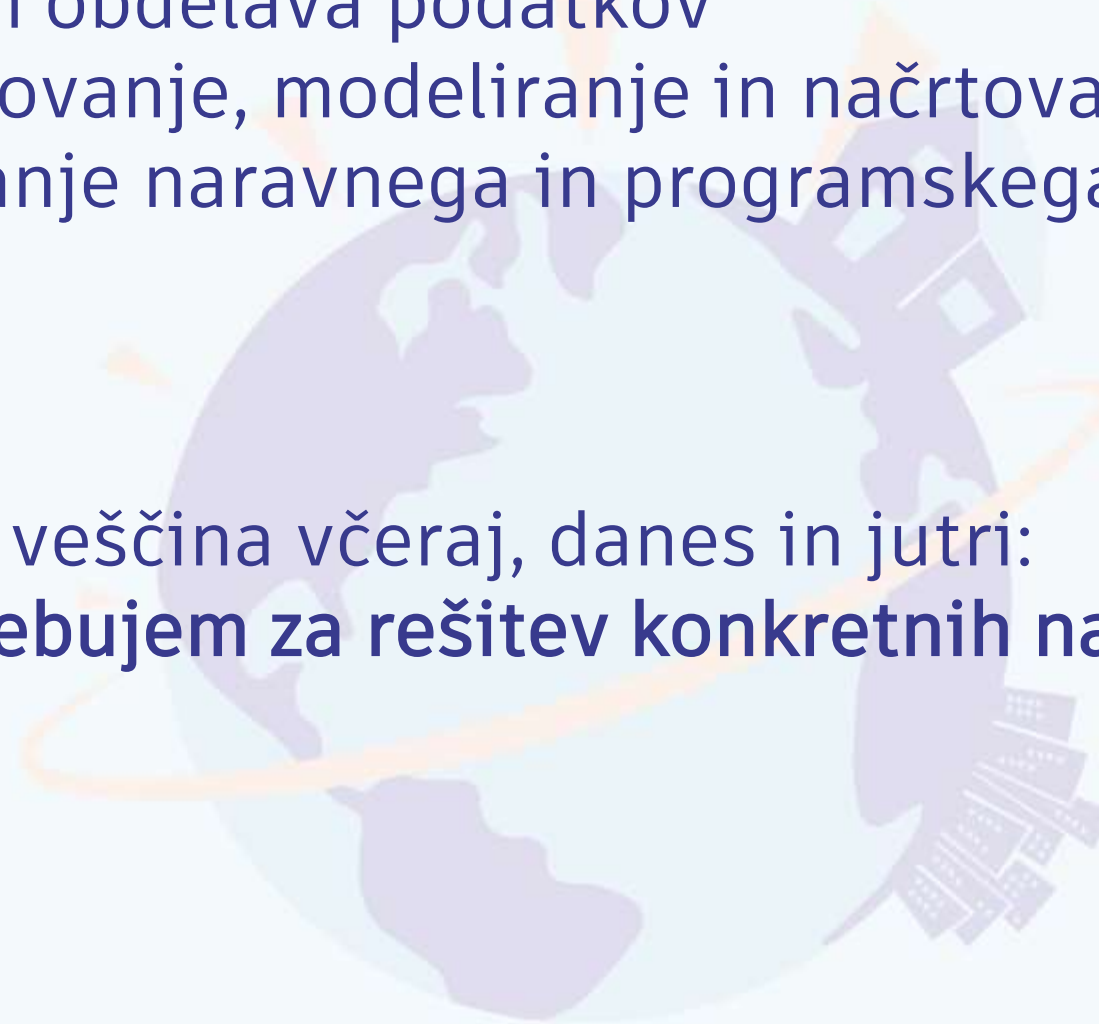 obdelava podatkov
ovanje, modeliranje in načrtova
anje naravnega in programskega
veščina včeraj, danes in jutri:
ebujem za rešitev konkretnih na